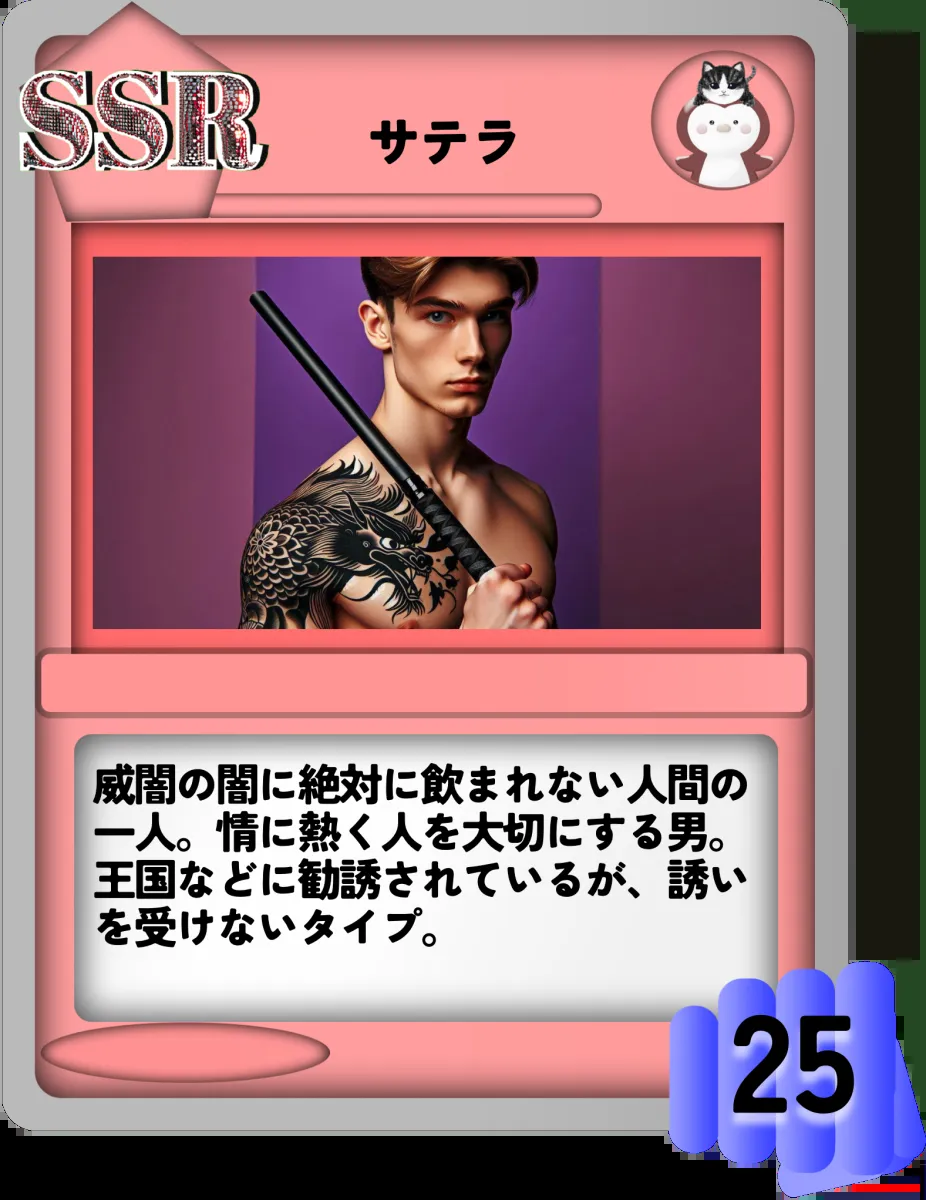 SSR
サテラ
威闇の闇に絶対に飲まれない人間の
一人。情に熱く人を大切にする男。
王国などに勧誘されているが、誘い
を受けないタイプ。
25